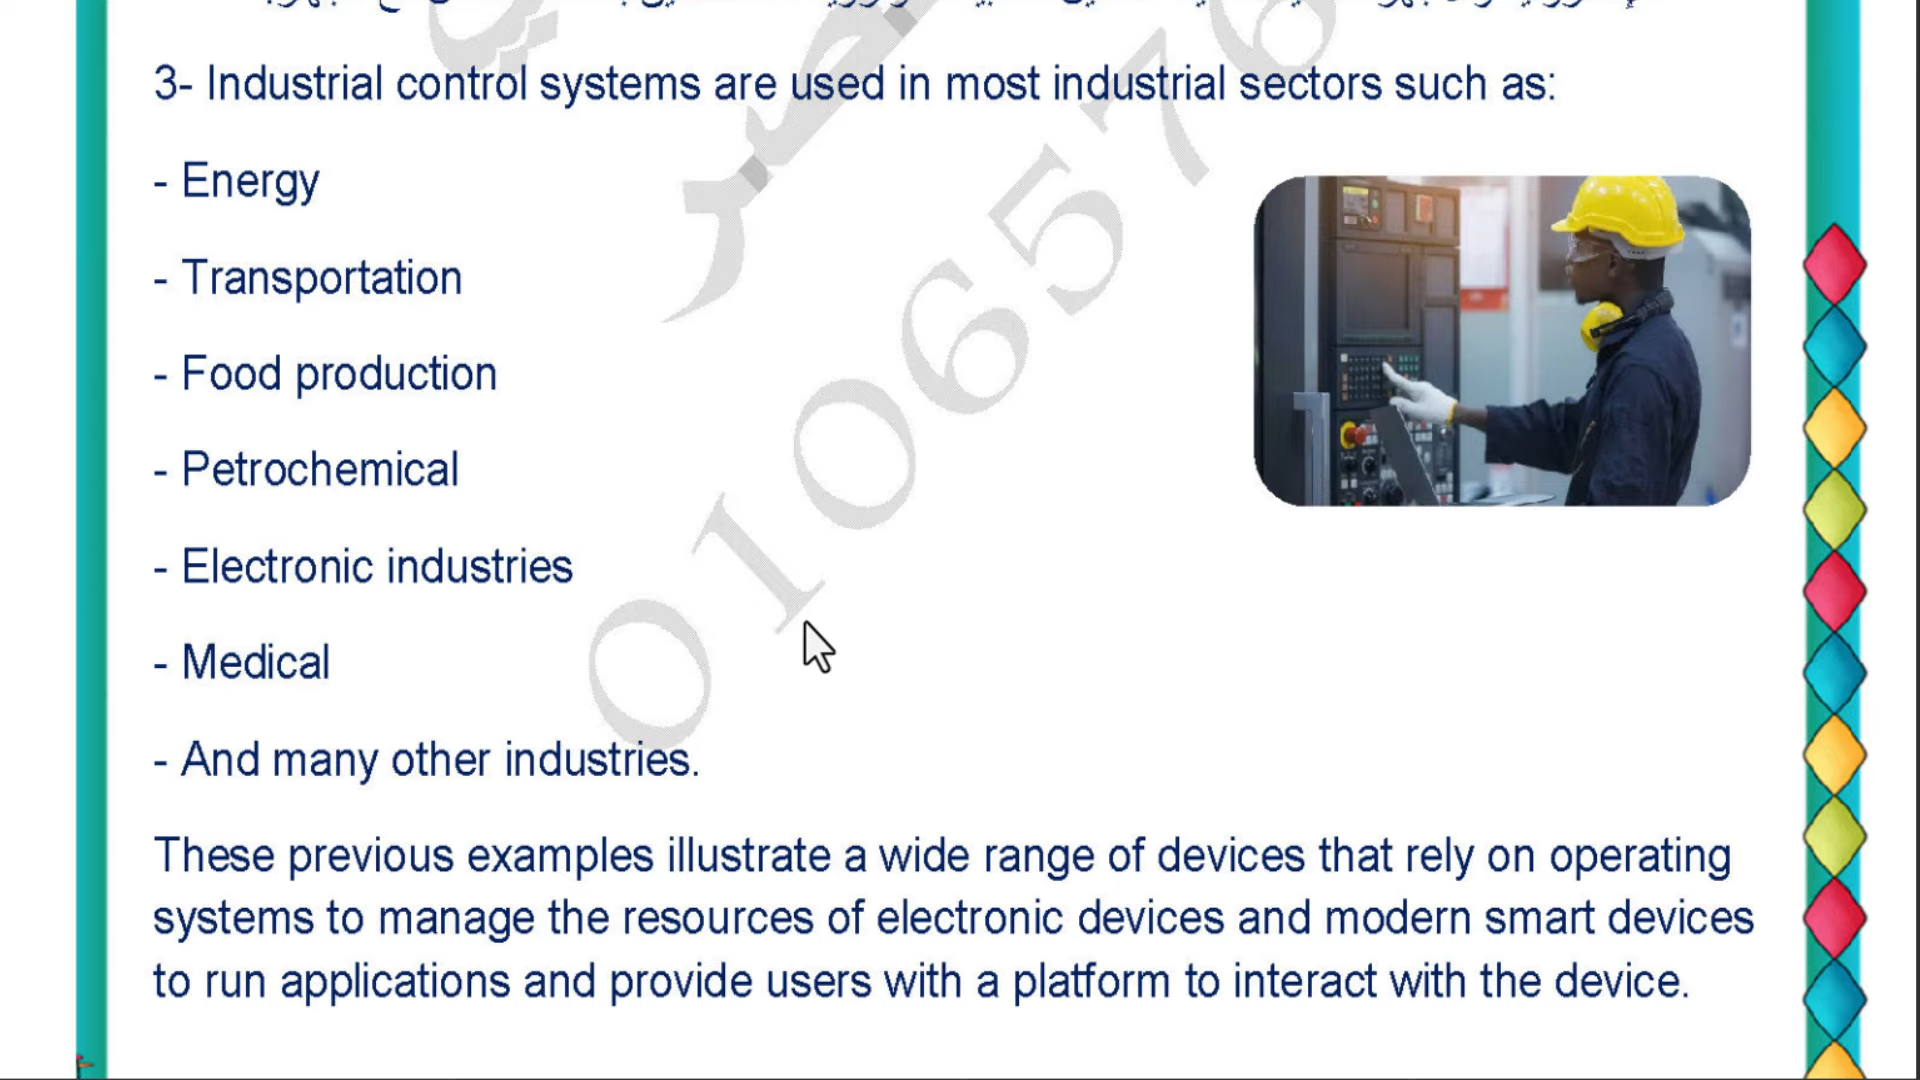 3- Industrial control systems are used in most industrial sectors such as:
- Energy
- Transportation
- Food production
- Petrochemical
- Electronic industries
- Medical
- And many other industries.
These previous examples illustrate a wide range of devices that rely on operating
systems to manage the resources of electronic devices and modern smart devices
to run applications and provide users with a platform to interact with the device.
0106576